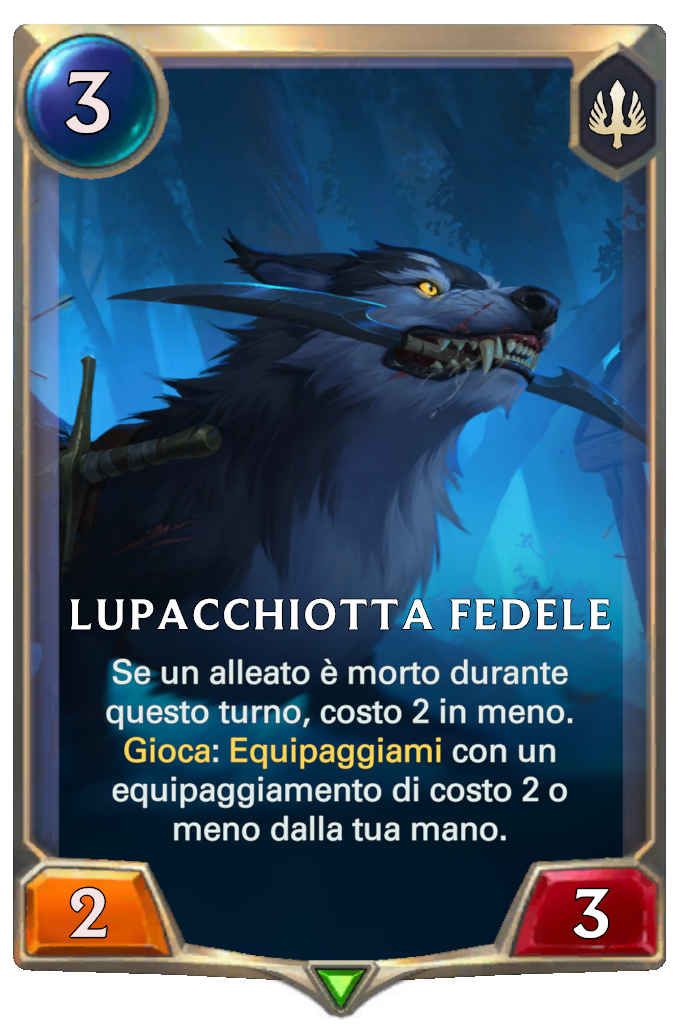 3
LUPACCHIOTTA FEDELE
Se un alleato è morto durante
questo turno, costo 2 in meno.
Gioca: Equipaggiami con un
equipaggiamento di costo 2 o
meno dalla tua mano.
2
3